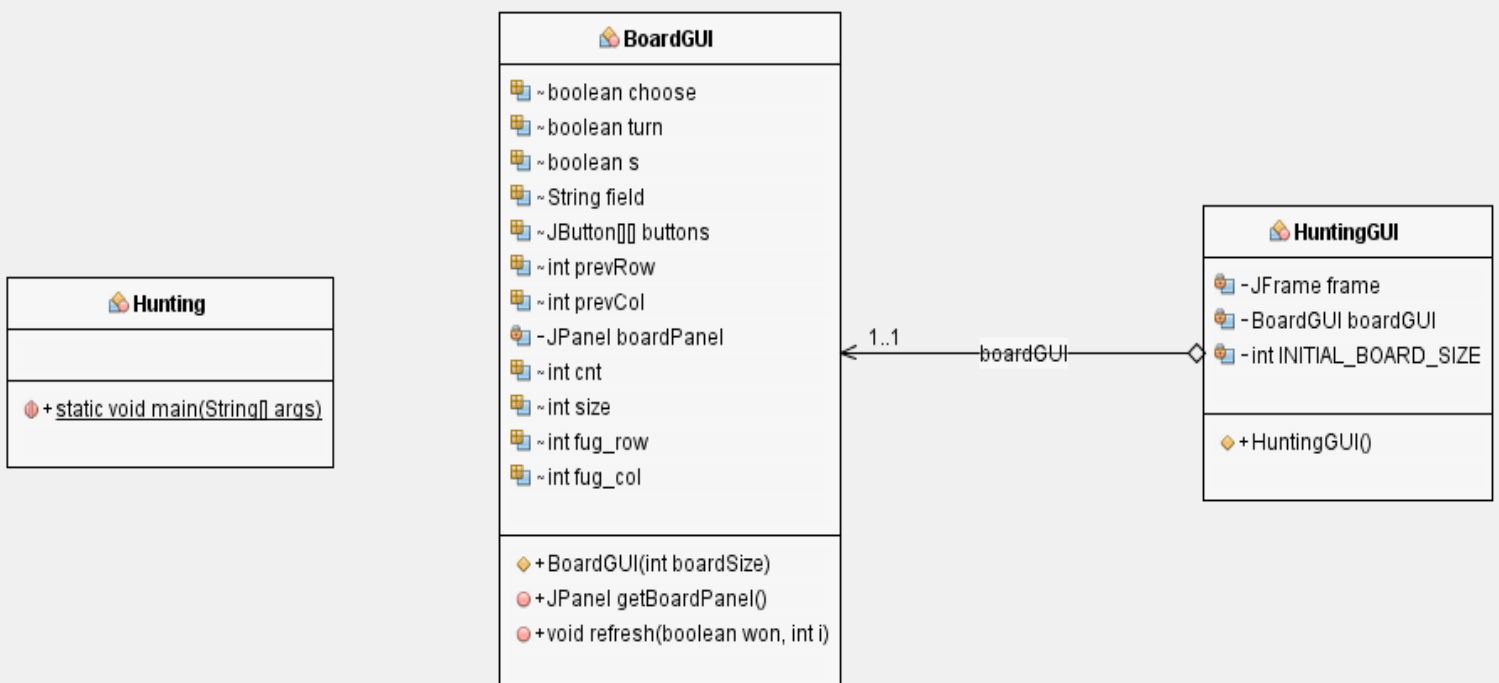 Hunting
+ static void main(String[] args)
BoardGUI
~ boolean choose
~ boolean turn
~ boolean s
~ String field
~ JButton[][] buttons
~ int prevRow
~ int prevCol
- JPanel boardPanel
~ int cnt
~ int size
~ int fug_row
~ int fug_col
+ BoardGUI(int boardSize)
+ JPanel getBoardPanel()
+ void refresh(boolean won, int i)
1..1
boardGUI
HuntingGUI
- JFrame frame
- BoardGUI boardGUI
- int INITIAL_BOARD_SIZE
+ HuntingGUI()